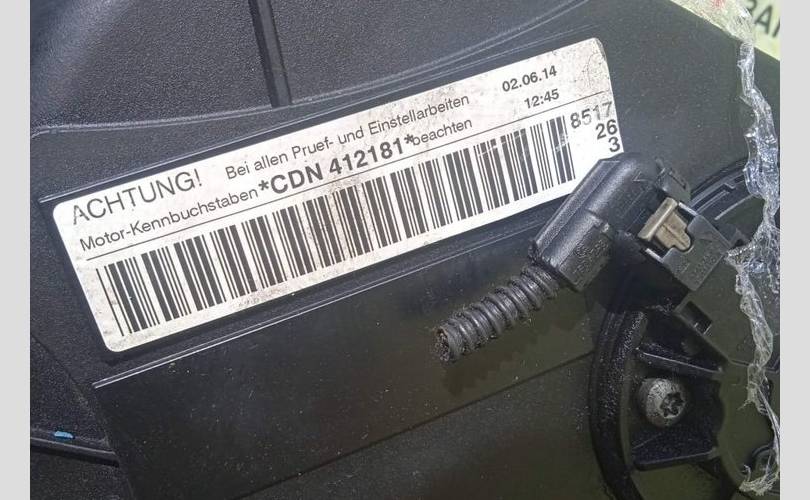 ACHTUNG! Bei allen Pruef- und Einstellarbeiten 02.06.14
Motor-Kennbuchstaben *CDN 412181* beachten 12:45
8517
26
3